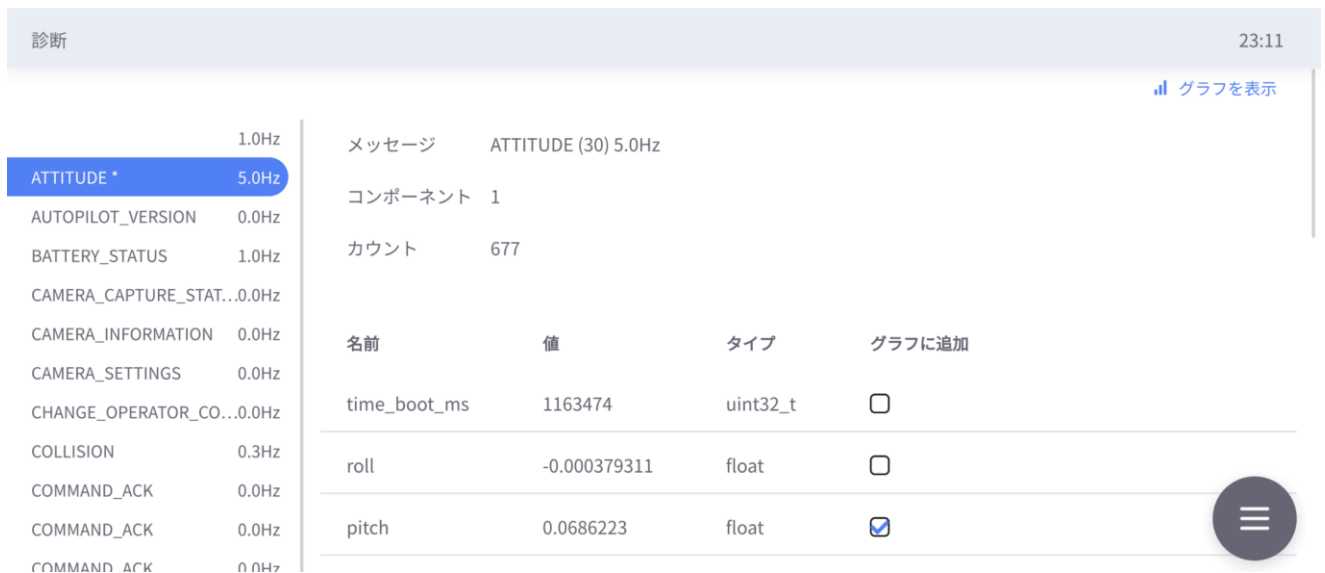 診断 23:11
グラフを表示
1.0Hz
ATTITUDE * 5.0Hz
AUTOPILOT_VERSION 0.0Hz
BATTERY_STATUS 1.0Hz
CAMERA_CAPTURE_STAT...0.0Hz
CAMERA_INFORMATION 0.0Hz
CAMERA_SETTINGS 0.0Hz
CHANGE_OPERATOR_CO...0.0Hz
COLLISION 0.3Hz
COMMAND_ACK 0.0Hz
COMMAND_ACK 0.0Hz
COMMAND_ACK 0.0Hz
メッセージ ATTITUDE (30) 5.0Hz
コンポーネント 1
カウント 677
名前 値 タイプ グラフに追加
time_boot_ms 1163474 uint32_t
roll -0.000379311 float
pitch 0.0686223 float